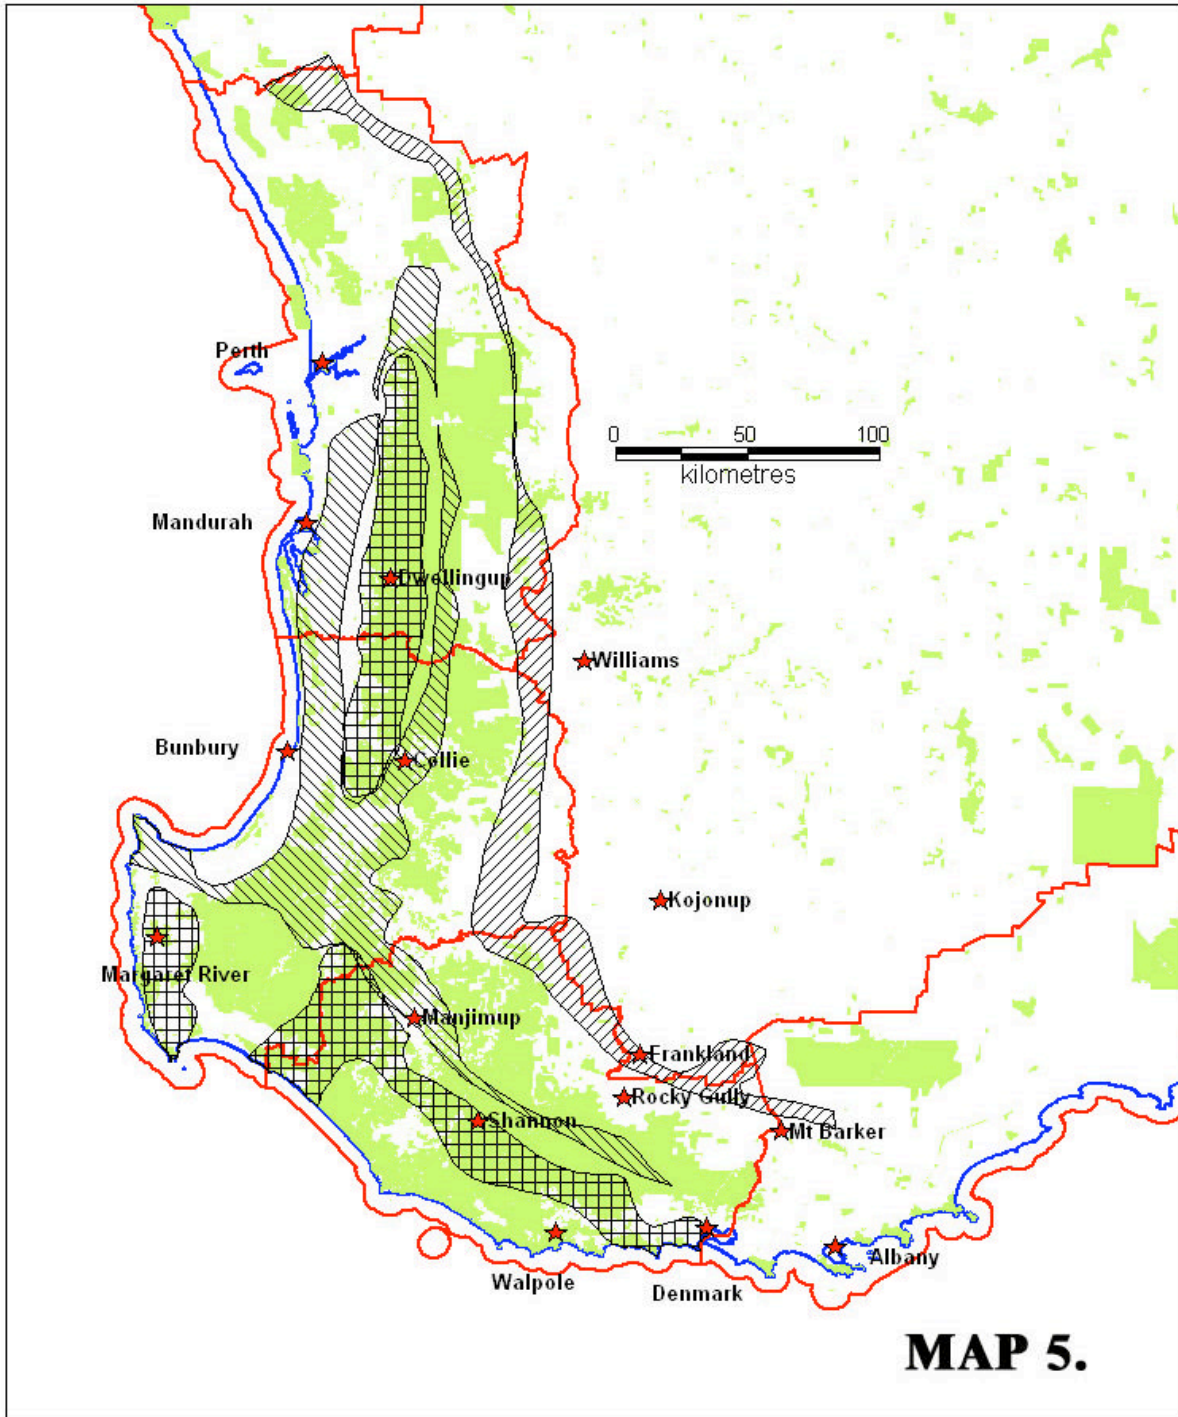 Perth
0 50 100
kilometres
Mandurah
Dwellingup
Williams
Bunbury
Collie
Kojonup
Margaret River
Manjimup
Frankland
Rocky Gully
Shannon
Mt Barker
Albany
Walpole
Denmark
MAP 5.